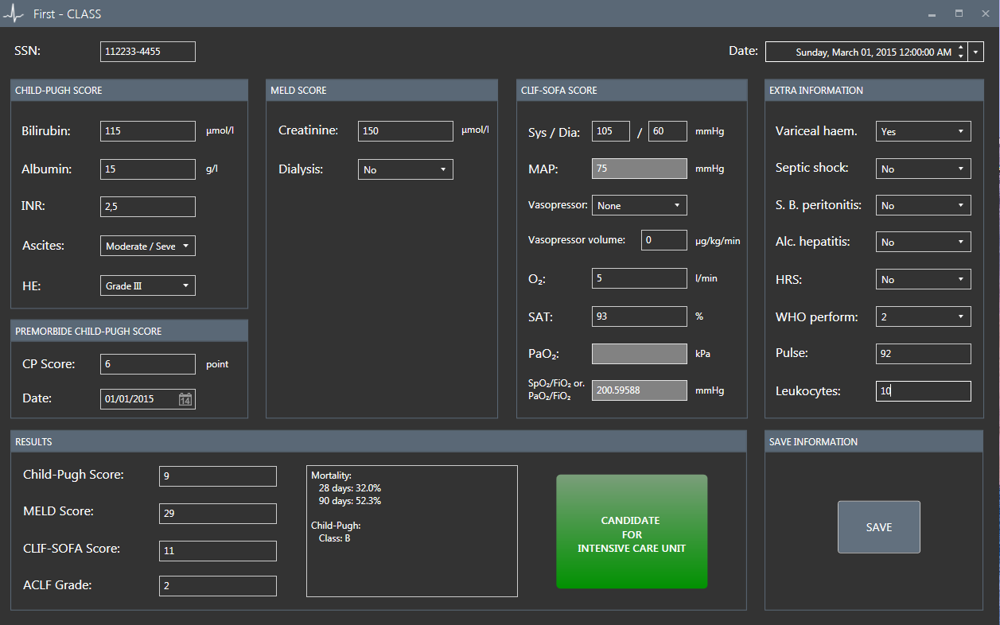 First - CLASS
SSN: 112233-4455
Date: Sunday, March 01, 2015 12:00:00 AM
CHILD-PUGH SCORE
Bilirubin: 115 µmol/l
Albumin: 15 g/l
INR: 2,5
Ascites: Moderate / Seve
HE: Grade III
PREMORBIDE CHILD-PUGH SCORE
CP Score: 6 point
Date: 01/01/2015 14
MELD SCORE
Creatinine: 150 µmol/l
Dialysis: No
CLIF-SOFA SCORE
Sys / Dia: 105 / 60 mmHg
MAP: 75 mmHg
Vasopressor: None
Vasopressor volume: 0 µg/kg/min
O₂: 5 l/min
SAT: 93 %
PaO₂: kPa
SpO₂/FiO₂ or.
PaO₂/FiO₂ 200.59588 mmHg
EXTRA INFORMATION
Variceal haem. Yes
Septic shock: No
S. B. peritonitis: No
Alc. hepatitis: No
HRS: No
WHO perform: 2
Pulse: 92
Leukocytes: 10
RESULTS
Child-Pugh Score: 9
MELD Score: 29
CLIF-SOFA Score: 11
ACLF Grade: 2
Mortality:
28 days: 32.0%
90 days: 52.3%
Child-Pugh:
Class: B
CANDIDATE
FOR
INTENSIVE CARE UNIT
SAVE INFORMATION
SAVE